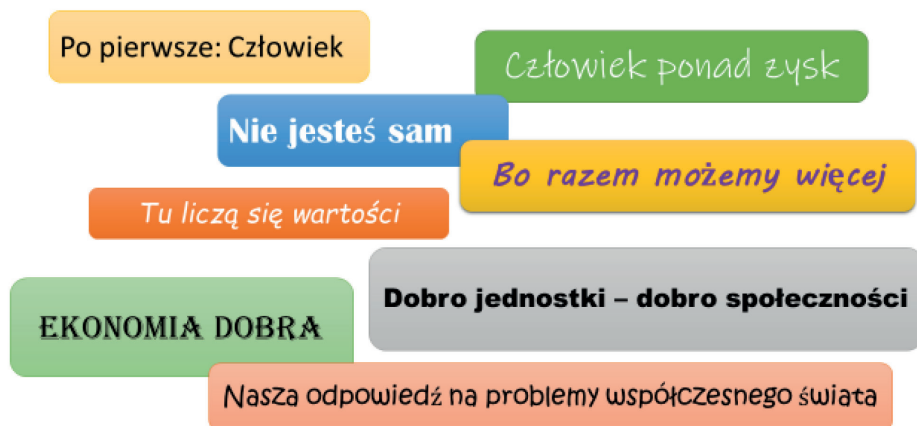 Po pierwsze: Człowiek
Człowiek ponad zysk
Nie jesteś sam
Bo razem możemy więcej
Tu liczą się wartości
Dobro jednostki – dobro społeczności
EKONOMIA DOBRA
Nasza odpowiedź na problemy współczesnego świata